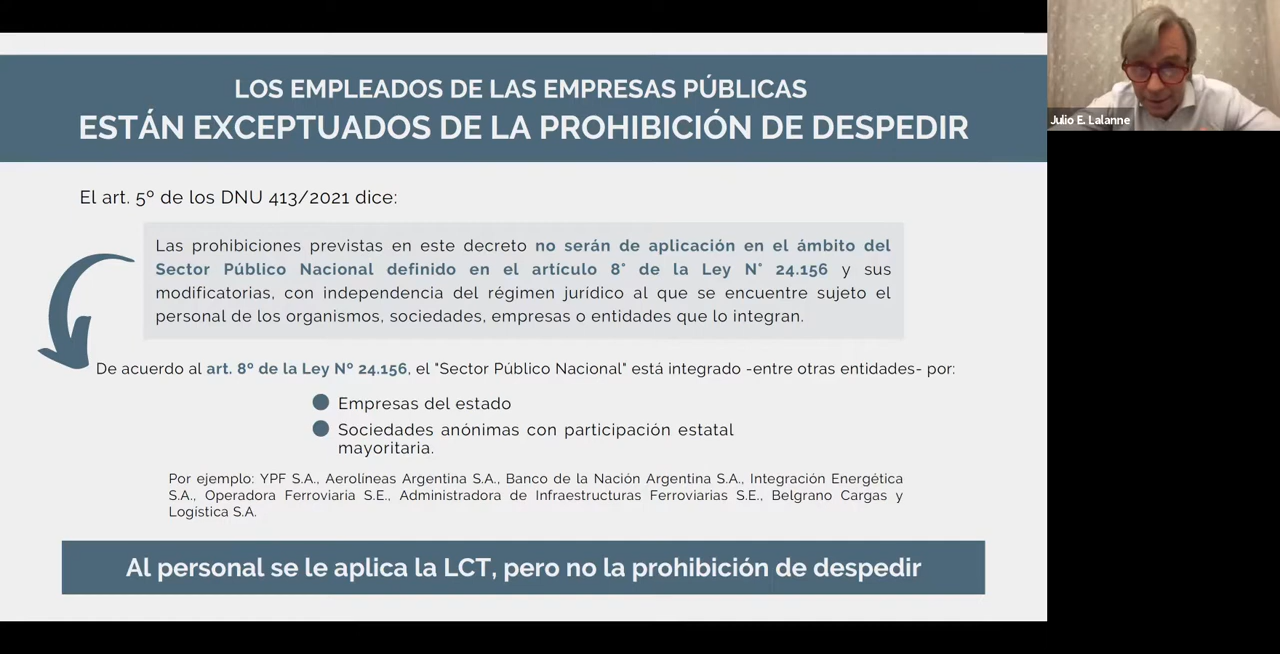 LOS EMPLEADOS DE LAS EMPRESAS PÚBLICAS
ESTÁN EXCEPTUADOS DE LA PROHIBICIÓN DE DESPEDIR
Julio E. Lalanne
El art. 5º de los DNU 413/2021 dice:
Las prohibiciones previstas en este decreto no serán de aplicación en el ámbito del
Sector Público Nacional definido en el artículo 8° de la Ley N° 24.156 y sus
modificatorias, con independencia del régimen jurídico al que se encuentre sujeto el
personal de los organismos, sociedades, empresas o entidades que lo integran.
De acuerdo al art. 8º de la Ley Nº 24.156, el "Sector Público Nacional" está integrado -entre otras entidades- por:
Empresas del estado
Sociedades anónimas con participación estatal
mayoritaria.
Por ejemplo: YPF S.A., Aerolíneas Argentina S.A., Banco de la Nación Argentina S.A., Integración Energética
S.A., Operadora Ferroviaria S.E., Administradora de Infraestructuras Ferroviarias S.E., Belgrano Cargas y
Logística S.A.
Al personal se le aplica la LCT, pero no la prohibición de despedir